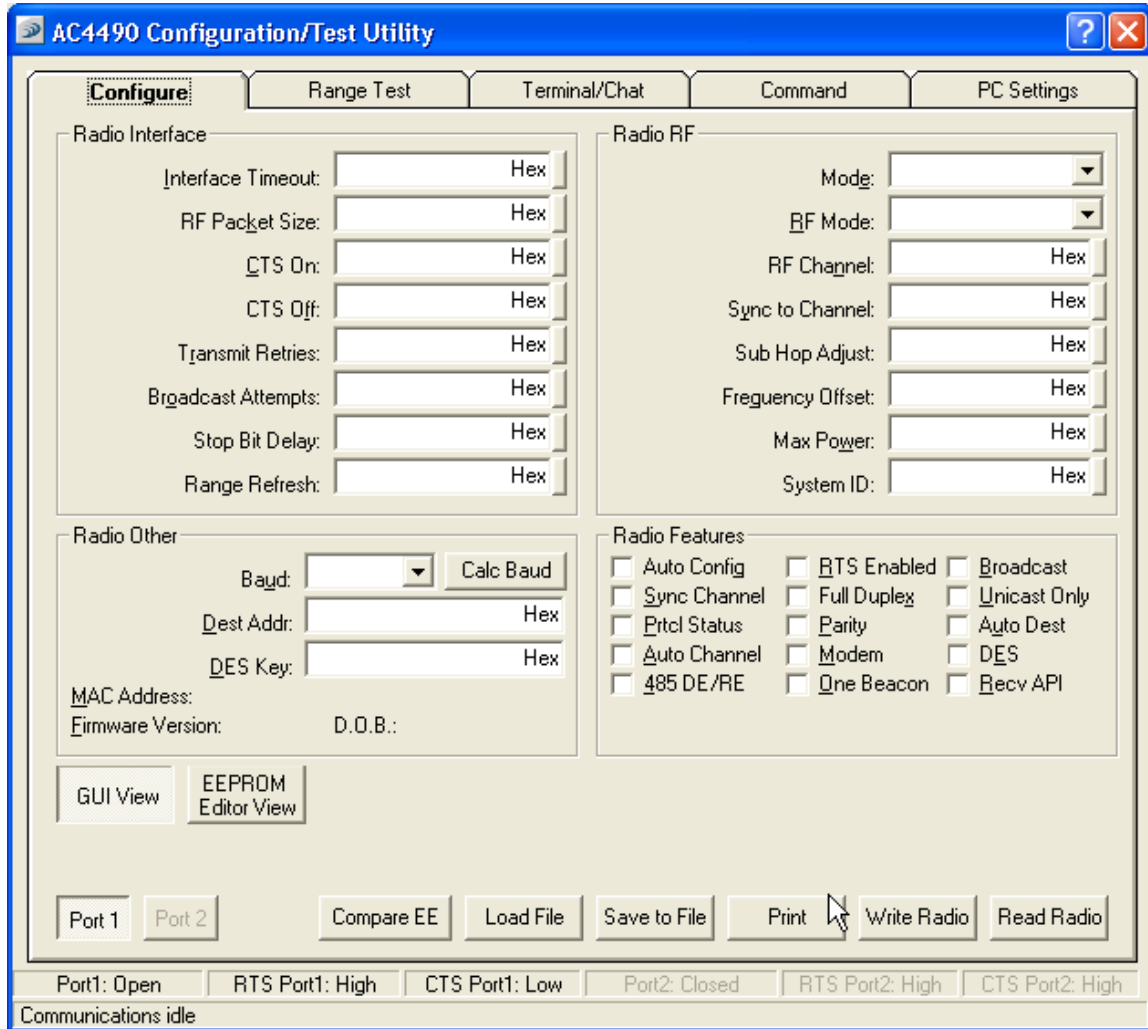 AC4490 Configuration/Test Utility
Configure Range Test Terminal/Chat Command PC Settings
Radio Interface
Interface Timeout: Hex
RF Packet Size: Hex
CTS On: Hex
CTS Off: Hex
Transmit Retries: Hex
Broadcast Attempts: Hex
Stop Bit Delay: Hex
Range Refresh: Hex
Radio RF
Mode:
RF Mode:
RF Channel: Hex
Sync to Channel: Hex
Sub Hop Adjust: Hex
Freguency Offset: Hex
Max Power: Hex
System ID: Hex
Radio Other
Baud: Calc Baud
Dest Addr: Hex
DES Key: Hex
MAC Address:
Firmware Version: D.O.B.:
Radio Features
Auto Config RTS Enabled Broadcast
Sync Channel Full Duplex Unicast Only
Prtcl Status Parity Auto Dest
Auto Channel Modem DES
485 DE/RE One Beacon Recv API
GUI View
EEPROM
Editor View
Port 1 Port 2 Compare EE Load File Save to File Print Write Radio Read Radio
Port1: Open RTS Port1: High CTS Port1: Low Port2: Closed RTS Port2: High CTS Port2: High
Communications idle